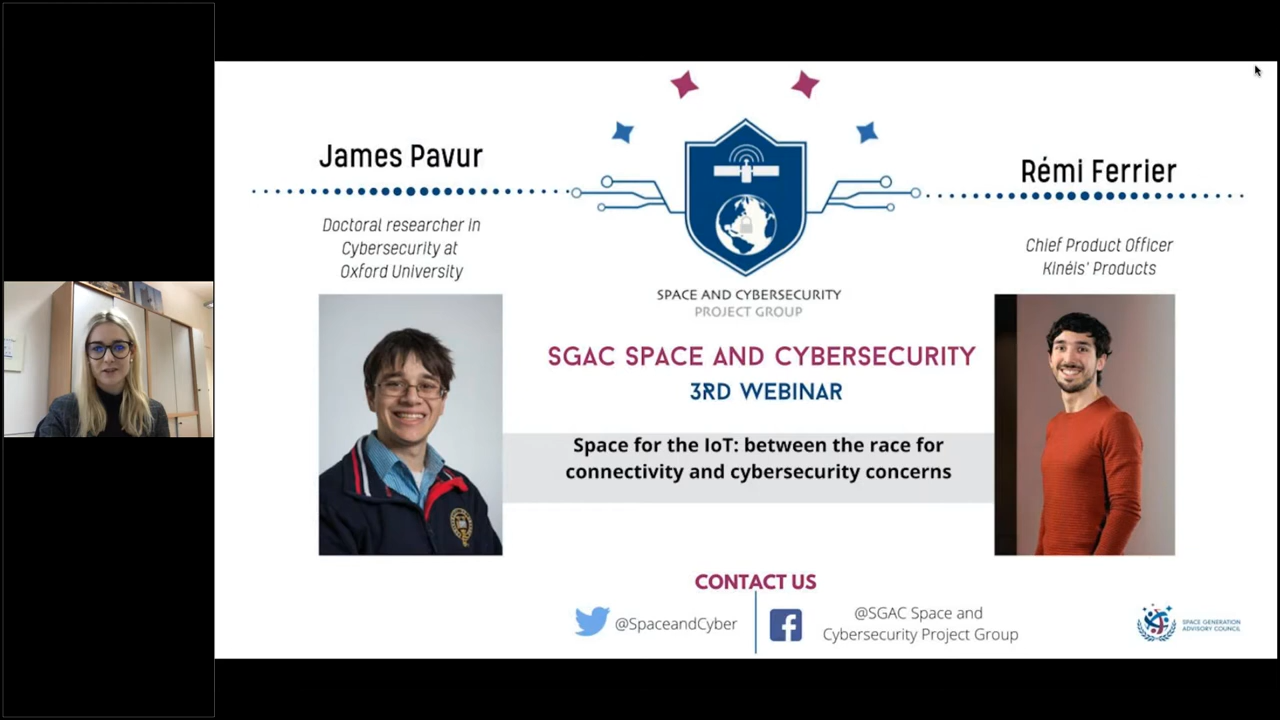 James Pavur
Doctoral researcher in
Cybersecurity at
Oxford University
SPACE AND CYBERSECURITY
PROJECT GROUP
SGAC SPACE AND CYBERSECURITY
3RD WEBINAR
Space for the IoT: between the race for
connectivity and cybersecurity concerns
Rémi Ferrier
Chief Product Officer
Kinéis' Products
CONTACT US
@SpaceandCyber
@SGAC Space and
Cybersecurity Project Group
SPACE GENERATION
ADVISORY COUNCIL